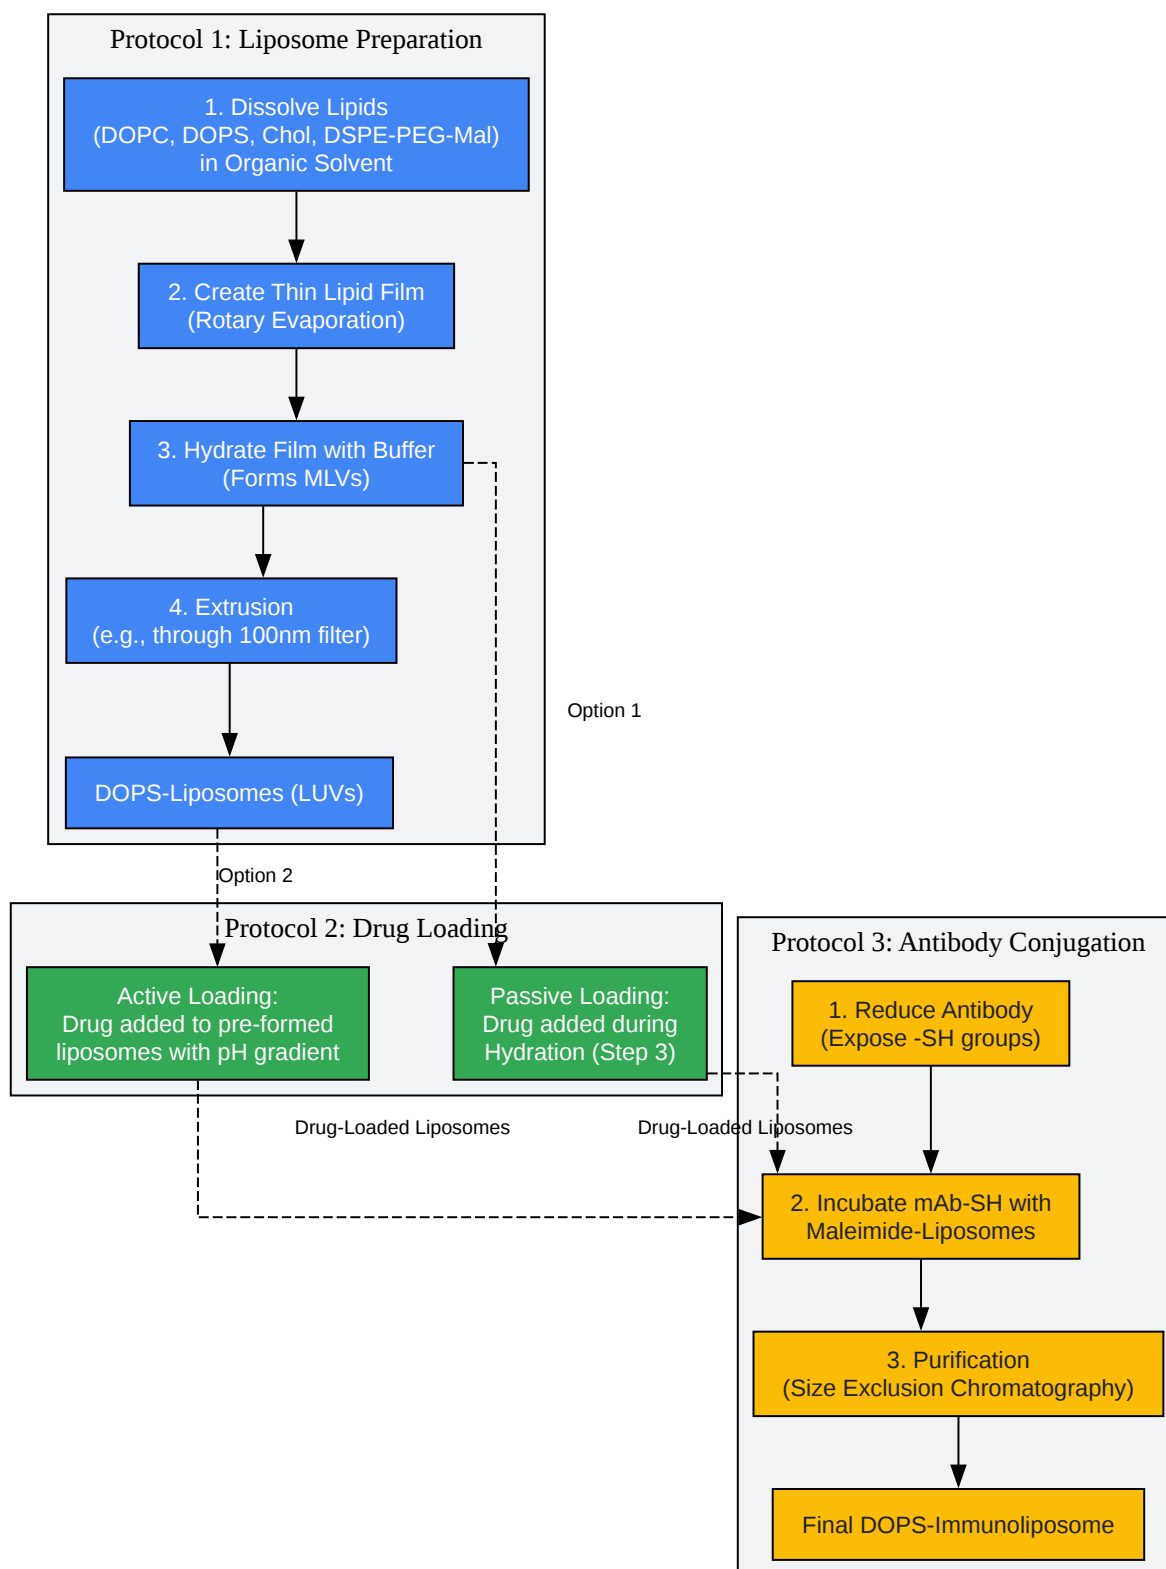 Protocol 1: Liposome Preparation
1. Dissolve Lipids
(DOPC, DOPS, Chol, DSPE-PEG-Mal)
in Organic Solvent
2. Create Thin Lipid Film
(Rotary Evaporation)
3. Hydrate Film with Buffer
(Forms MLVs)
4. Extrusion
(e.g., through 100nm filter)
Option 1
DOPS-Liposomes (LUVs)
Option 2
Protocol 2: Drug Loading
Active Loading:
Drug added to pre-formed
liposomes with pH gradient
Passive Loading:
Drug added during
Hydration (Step 3)
Drug-Loaded Liposomes
Drug-Loaded Liposomes
Protocol 3: Antibody Conjugation
1. Reduce Antibody
(Expose -SH groups)
2. Incubate mAb-SH with
Maleimide-Liposomes
3. Purification
(Size Exclusion Chromatography)
Final DOPS-Immunoliposome